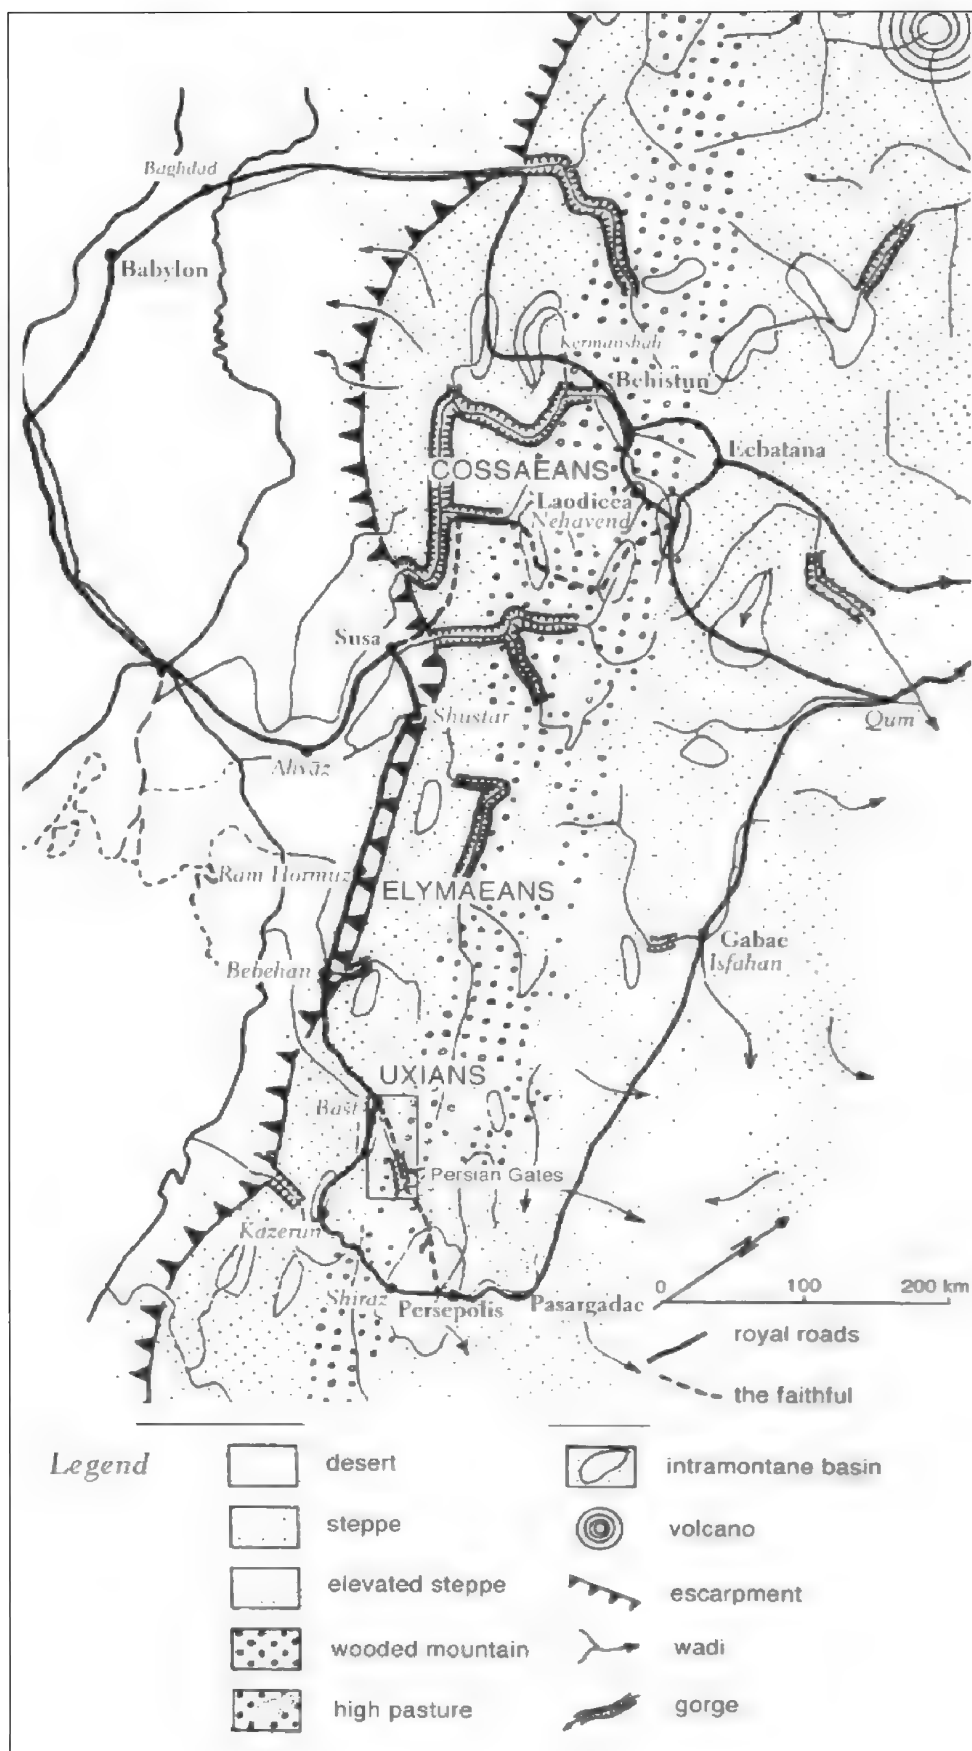 Baghdad
Babylon
Kermanshah
Behistun
Ecbatana
COSSAEANS
Laodicea
Nehavend
Susa
Shustar
Qum
Ahvāz
Ram Hormuz
ELYMAEANS
Gabae
Isfahan
Bebehan
UXIANS
Bast
Persian Gates
Kazerun
Shiraz
Persepolis
Pasargadae
0 100 200 km
royal roads
the faithful
Legend
desert
steppe
elevated steppe
wooded mountain
high pasture
intramontane basin
volcano
escarpment
wadi
gorge